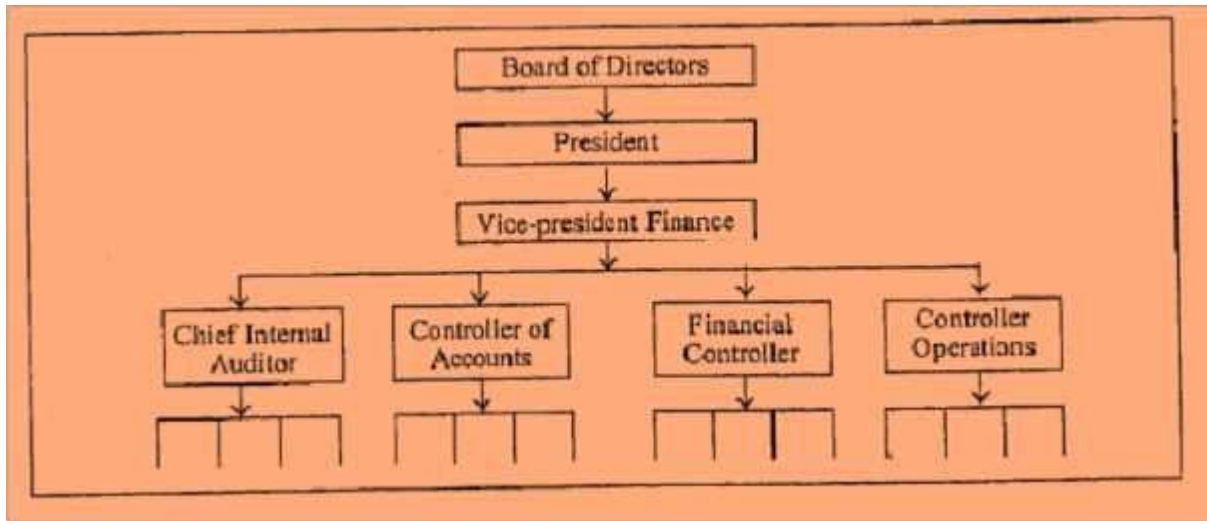 Board of Directors
President
Vice-president Finance
Chief Internal
Auditor
Controller of
Accounts
Financial
Controller
Controller
Operations